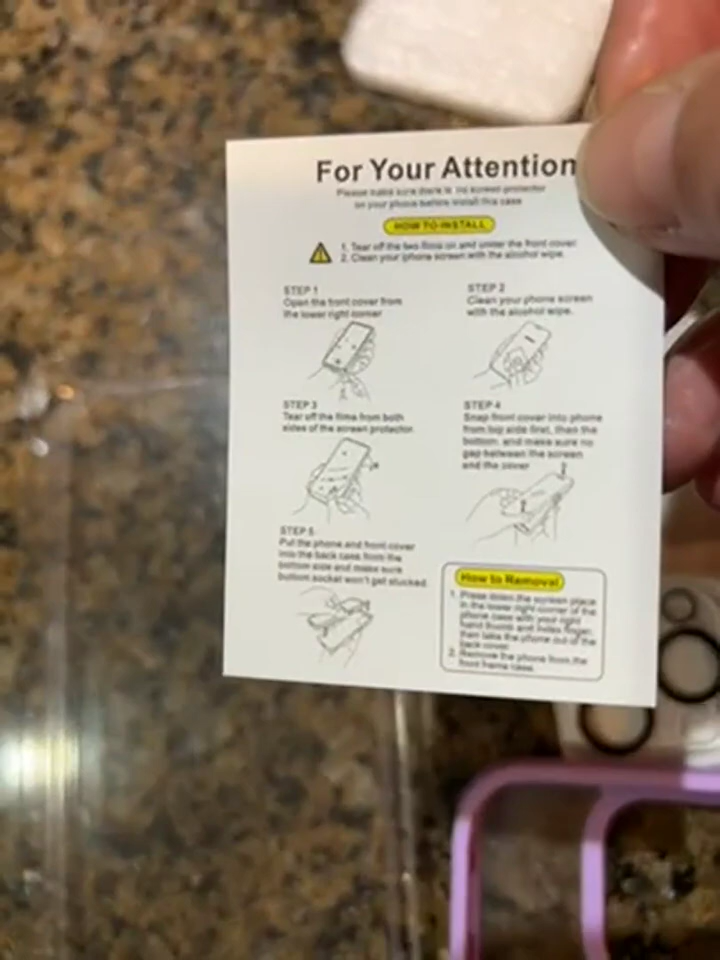 For Your Attention
Please make sure there is no screen protector
on your phone before install this case
HOW TO INSTALL
1. Tear off the two films on and under the front cover.
2. Clean your iphone screen with the alcohol wipe.
STEP 1
Open the front cover from
the lower right corner
STEP 2
Clean your phone screen
with the alcohol wipe.
STEP 3
Tear off the films from both
sides of the screen protector.
STEP 4
Snap front cover into phone
from top side first, then the
bottom. and make sure no
gap between the screen
and the cover
STEP 5
Put the phone and front cover
into the back case from the
bottom side and make sure
bottom socket won't get stucked.
How to Removal
1. Press down the screen place
in the lower right corner of the
phone case with your right
hand thumb and index finger,
then take the phone out of the
back cover.
2. Remove the phone from the
front frame case.